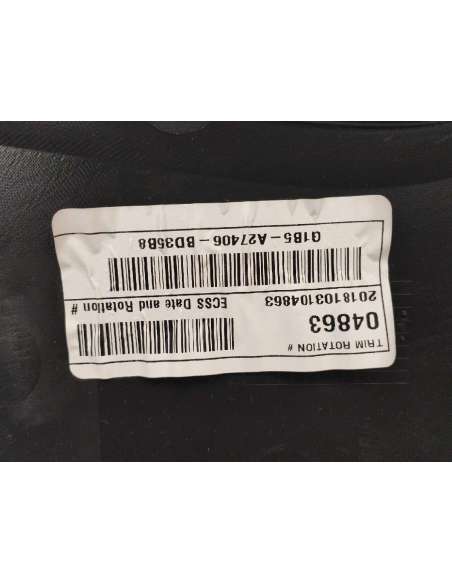 TRIM ROTATION #
04863
2018103104863
ECSS Date and Rotation #
G1B5-A27406-BD35B8